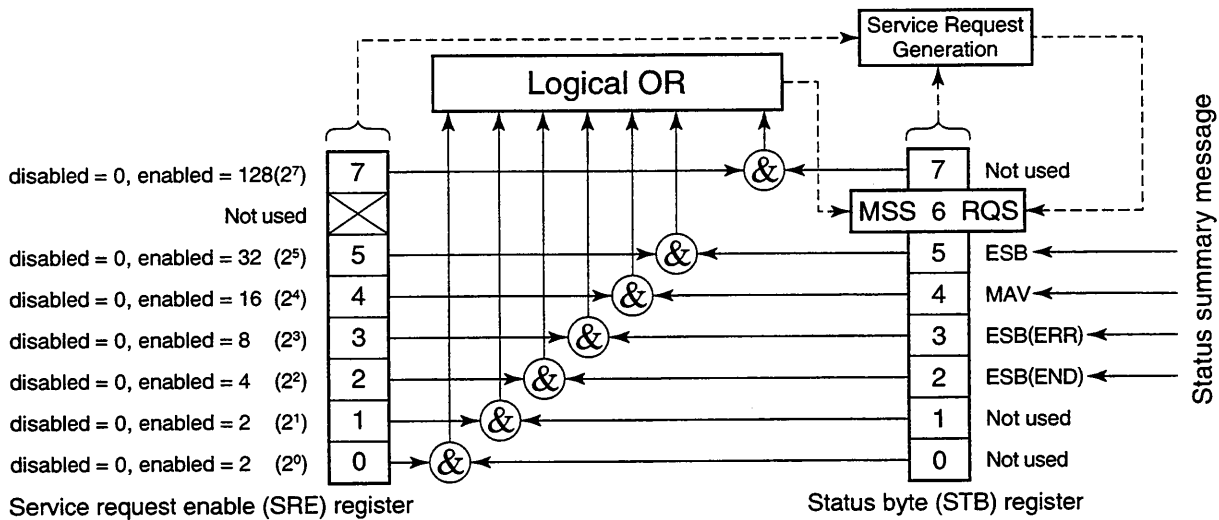 Service Request
Generation
Logical OR
disabled = 0, enabled = 128(2⁷) 7 & 7 Not used
Not used MSS 6 RQS
disabled = 0, enabled = 32 (2⁵) 5 & 5 ESB
disabled = 0, enabled = 16 (2⁴) 4 & 4 MAV
disabled = 0, enabled = 8 (2³) 3 & 3 ESB(ERR)
disabled = 0, enabled = 4 (2²) 2 & 2 ESB(END)
disabled = 0, enabled = 2 (2¹) 1 & 1 Not used
disabled = 0, enabled = 2 (2⁰) 0 & 0 Not used
Service request enable (SRE) register
Status byte (STB) register
Status summary message